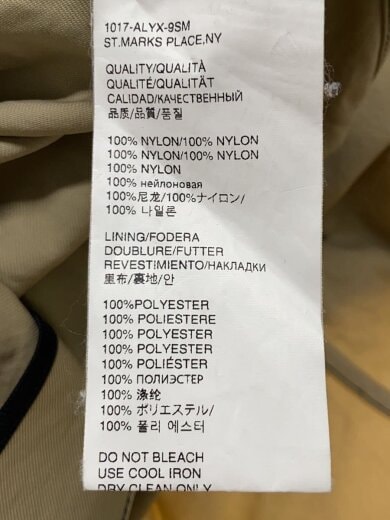 1017-ALYX-9SM
ST.MARKS PLACE.NY
QUALITY/QUALITÀ
QUALITÉ/QUALITÄT
CALIDAD/КАЧЕСТВЕННЫЙ
品质/品質/품질
100% NYLON/100% NYLON
100% NYLON/100% NYLON
100% NYLON
100% нейлоновая
100%尼龙/100%ナイロン/
100% 나일론
LINING/FODERA
DOUBLURE/FUTTER
REVESTIMIENTO/НАКЛАДКИ
里布/裏地/안
100%POLYESTER
100% POLIESTERE
100% POLYESTER
100% POLYESTER
100% POLIÉSTER
100% ПОЛИЭСТЕР
100% 涤纶
100% ポリエステル/
100% 폴리 에스터
DO NOT BLEACH
USE COOL IRON
DRY CLEAN ONLY